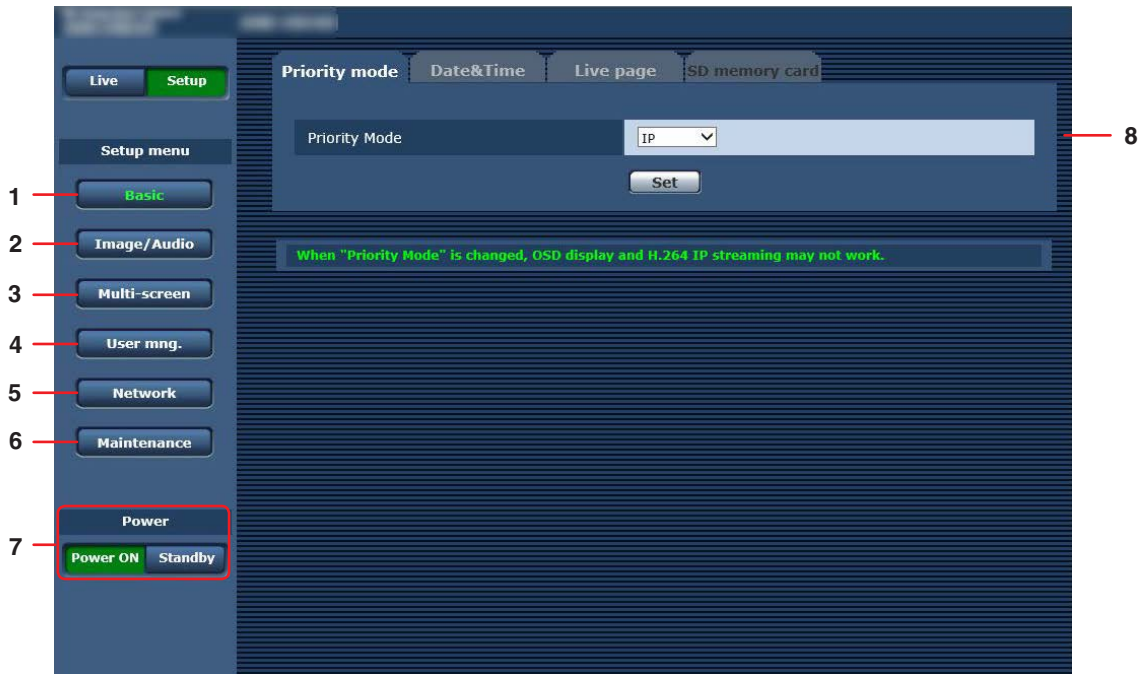 Live Setup
Priority mode Date&Time Live page SD memory card
Priority Mode IP
8
Set
Setup menu
1 Basic
2 Image/Audio
When "Priority Mode" is changed, OSD display and H.264 IP streaming may not work.
3 Multi-screen
4 User mng.
5 Network
6 Maintenance
Power
7
Power ON Standby